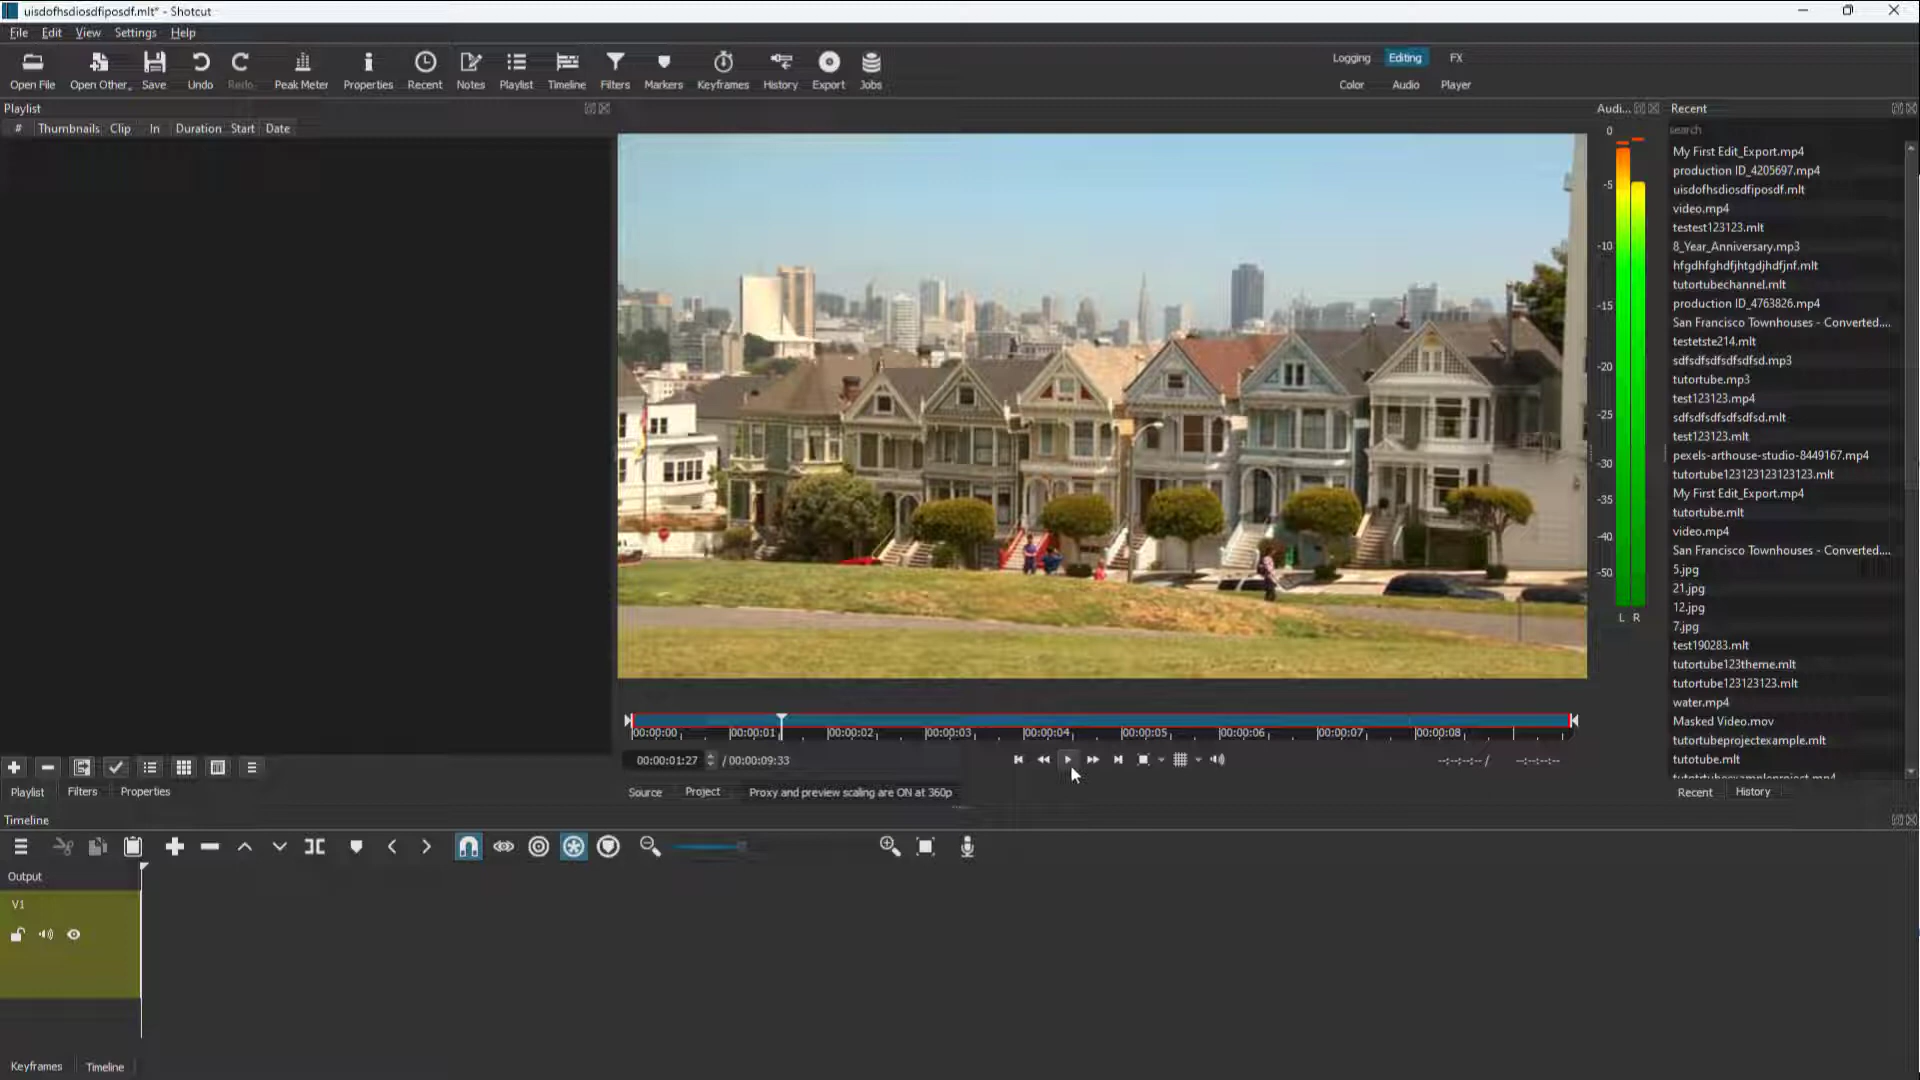 uisdofhsdiosdfiposdf.mlt* - Shotcut
File Edit View Settings Help
Open File Open Other... Save Undo Redo Peak Meter Properties Recent Notes Playlist Timeline Filters Markers Keyframes History Export Jobs
Logging Editing FX
Color Audio Player
Playlist
# Thumbnails Clip In Duration Start Date
Audi...
0
-5
-10
-15
-20
-25
-30
-35
-40
-50
L R
Recent
search
My First Edit_Export.mp4
production ID_4205697.mp4
uisdofhsdiosdfiposdf.mlt
video.mp4
testest123123.mlt
8_Year_Anniversary.mp3
hfgdhfghdfjhtgdjhdfjnf.mlt
tutortubechannel.mlt
production ID_4763826.mp4
San Francisco Townhouses - Converted....
testetste214.mlt
sdfsdfsdfsdfsdfsd.mp3
tutortube.mp3
test123123.mp4
sdfsdfsdfsdfsdfsd.mlt
test123123.mlt
pexels-arthouse-studio-8449167.mp4
tutortube123123123123123.mlt
My First Edit_Export.mp4
tutortube.mlt
video.mp4
San Francisco Townhouses - Converted....
5.jpg
21.jpg
12.jpg
7.jpg
test190283.mlt
tutortube123theme.mlt
tutortube123123123.mlt
water.mp4
Masked Video.mov
tutortubeprojectexample.mlt
tutotube.mlt
Recent History
00:00:00 00:00:01 00:00:02 00:00:03 00:00:04 00:00:05 00:00:06 00:00:07 00:00:08
00:00:01:27 / 00:00:09:33
--:--:--:-- / --:--:--:--
Source Project Proxy and preview scaling are ON at 360p
Playlist Filters Properties
Timeline
Output
V1
Keyframes Timeline